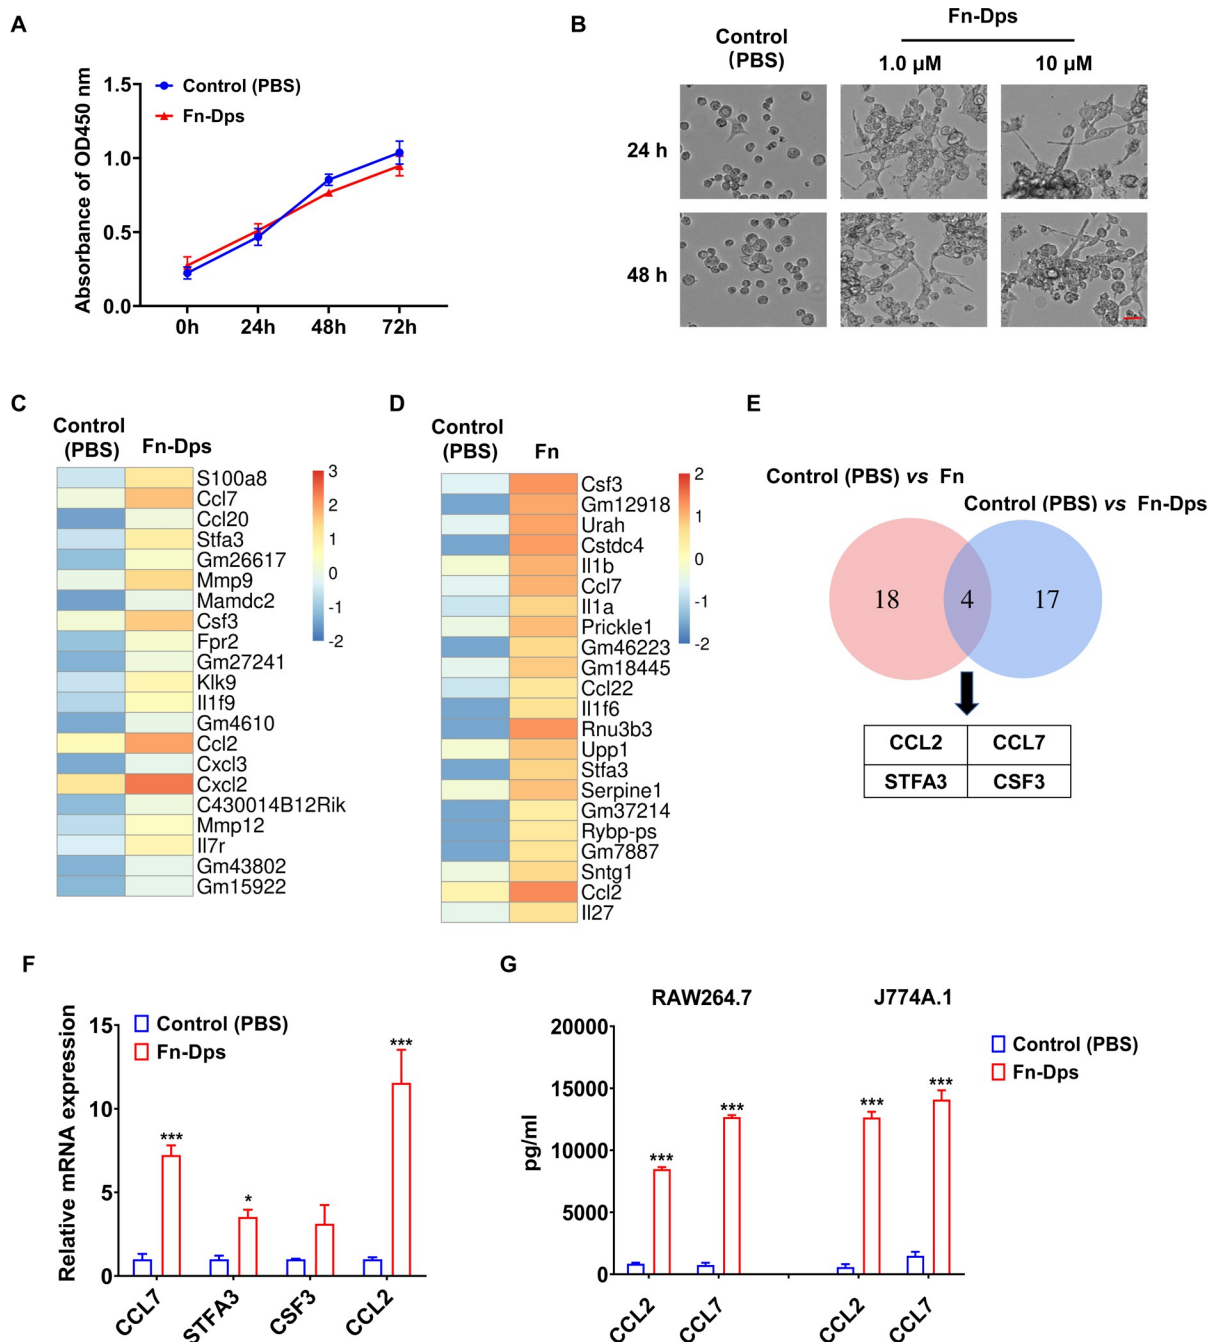 A
Absorbance of OD450 nm
1.5
1.0
0.5
0.0
Control (PBS)
Fn-Dps
0h 24h 48h 72h
B
Control
(PBS)
Fn-Dps
1.0 μM 10 μM
24 h
48 h
C
Control
(PBS)
Fn-Dps
S100a8
Ccl7
Ccl20
Stfa3
Gm26617
Mmp9
Mamdc2
Csf3
Fpr2
Gm27241
Klk9
Il1f9
Gm4610
Ccl2
Cxcl3
Cxcl2
C430014B12Rik
Mmp12
Il7r
Gm43802
Gm15922
3
2
1
0
-1
-2
D
Control
(PBS)
Fn
Csf3
Gm12918
Urah
Cstdc4
Il1b
Ccl7
Il1a
Prickle1
Gm46223
Gm18445
Ccl22
Il1f6
Rnu3b3
Upp1
Stfa3
Serpine1
Gm37214
Rybp-ps
Gm7887
Sntg1
Ccl2
Il27
2
1
0
-1
-2
E
Control (PBS) vs Fn
Control (PBS) vs Fn-Dps
18 4 17
CCL2 CCL7
STFA3 CSF3
F
Relative mRNA expression
15
10
5
0
Control (PBS)
Fn-Dps
***
*
***
CCL7 STFA3 CSF3 CCL2
G
RAW264.7 J774A.1
pg/ml
20000
15000
10000
5000
0
Control (PBS)
Fn-Dps
***
***
***
***
CCL2 CCL7 CCL2 CCL7